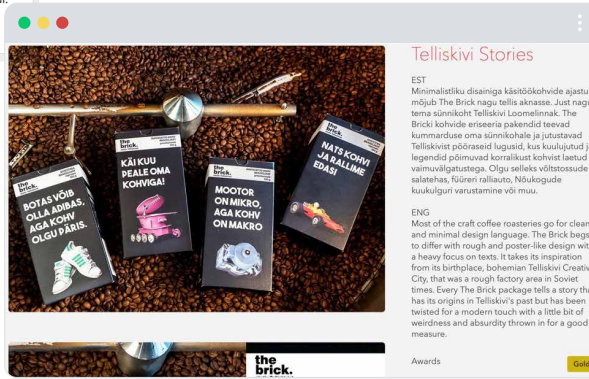 Telliskivi Stories
EST
Minimalistliku disainiga käsitöökohvide ajastu
mõjub The Brick nagu tellis aknasse. Just nagu
tema sünnikoht Telliskivi Loomelinnak. The
Bricki kohvide eriseeria pakendid teevad
kummarduse oma sünnikohale ja jutustavad
Telliskivist pööraseid lugusid, kus kuulujutud ja
legendid põimuvad korralikust kohvist laetud
vaimuvälgatustega. Olgu selleks võltstossude
salatehas, füüreri ralliauto, Nõukogude
kuukulguri varustamine või muu.
ENG
Most of the craft coffee roasteries go for clean
and minimal design language. The Brick begs
to differ with rough and poster-like design wit
a heavy focus on texts. It takes its inspiration
from its birthplace, bohemian Telliskivi Creativ
City, that was a rough factory area in Soviet
times. Every The Brick package tells a story tha
has its origins in Telliskivi's past but has been
twisted for a modern touch with a little bit of
weirdness and absurdity thrown in for a good
measure.
Awards
Gold
the
brick.
BOTAS VÕIB
OLLA ADIBAS,
AGA KOHV
OLGU PÄRIS.
the
brick.
KÄI KUU
PEALE OMA
KOHVIGA!
the
brick.
MOOTOR
ON MIKRO,
AGA KOHV
ON MAKRO
the
brick.
NATS KOHVI
JA RALLIME
EDASI
the
brick.